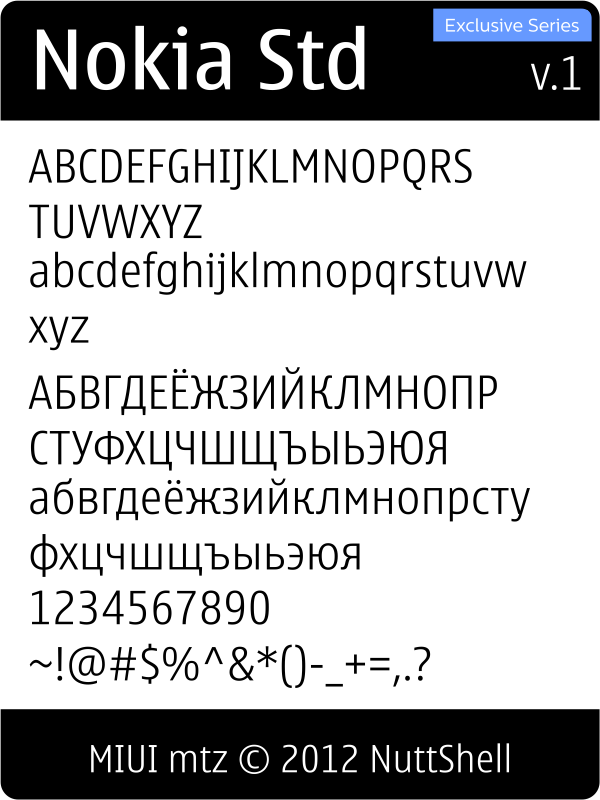 Exclusive Series
Nokia Std
v.1
ABCDEFGHIJKLMNOPQRS
TUVWXYZ
abcdefghijklmnopqrstuvw
xyz
АБВГДЕЁЖЗИЙКЛМНОПР
СТУФХЦЧШЩЪЫЬЭЮЯ
абвгдеёжзийклмнопрсту
фхцчшщъыьэюя
1234567890
~!@#$%^&*()-_+=,.?
MIUI mtz © 2012 NuttShell